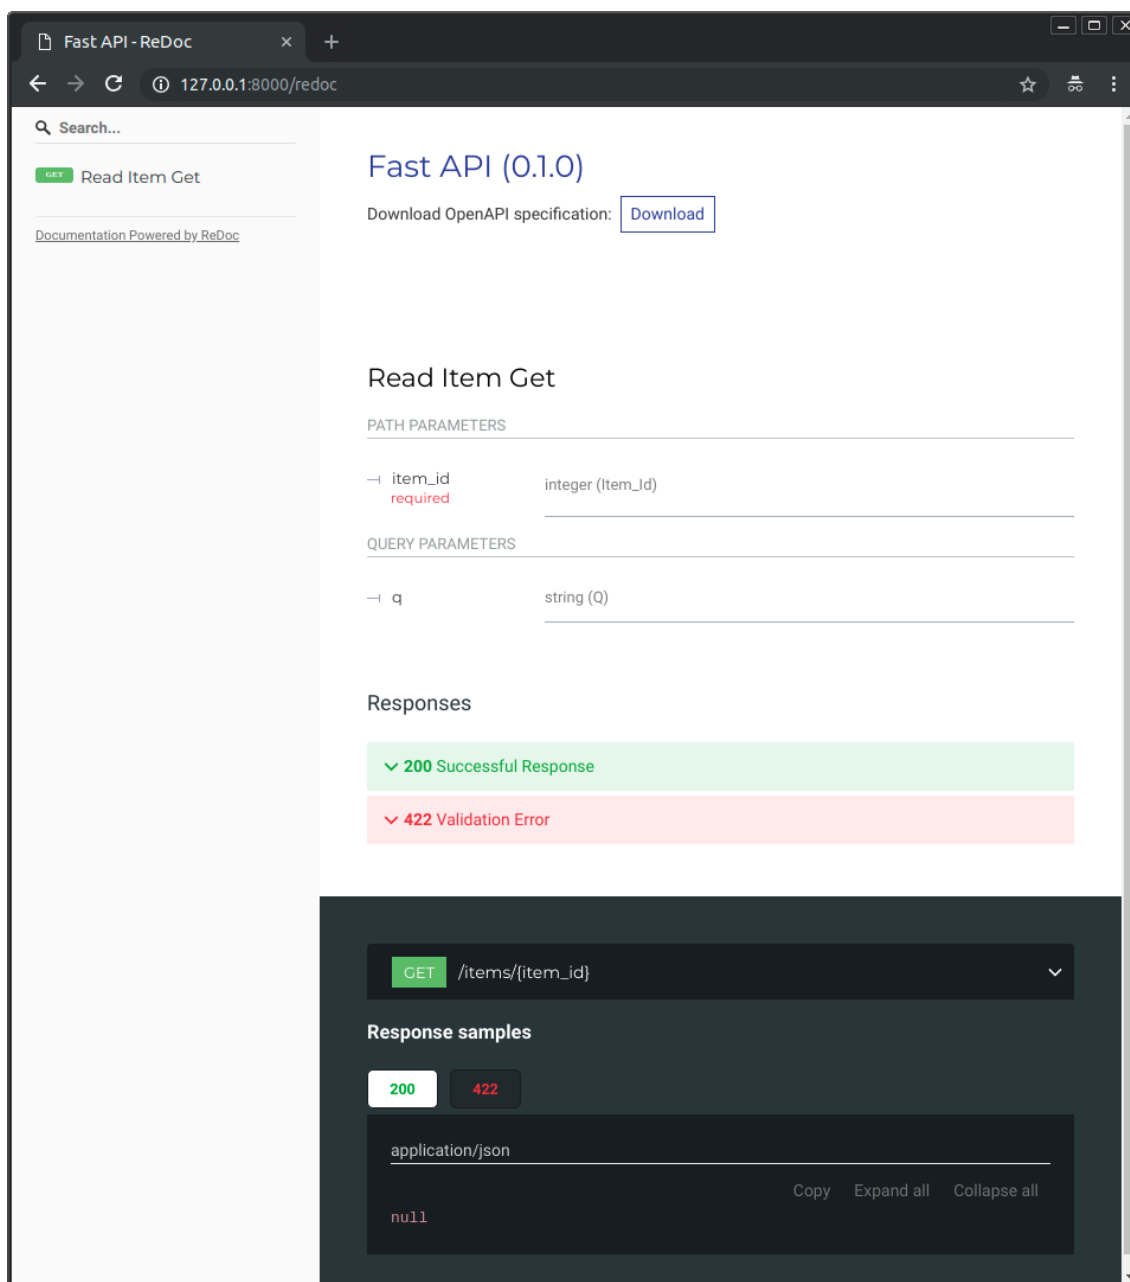 Fast API - ReDoc
127.0.0.1:8000/redoc
Search...
GET Read Item Get
Documentation Powered by ReDoc
Fast API (0.1.0)
Download OpenAPI specification: Download
Read Item Get
PATH PARAMETERS
item_id
required
integer (Item_Id)
QUERY PARAMETERS
q
string (Q)
Responses
200 Successful Response
422 Validation Error
GET /items/{item_id}
Response samples
200 422
application/json
Copy Expand all Collapse all
null